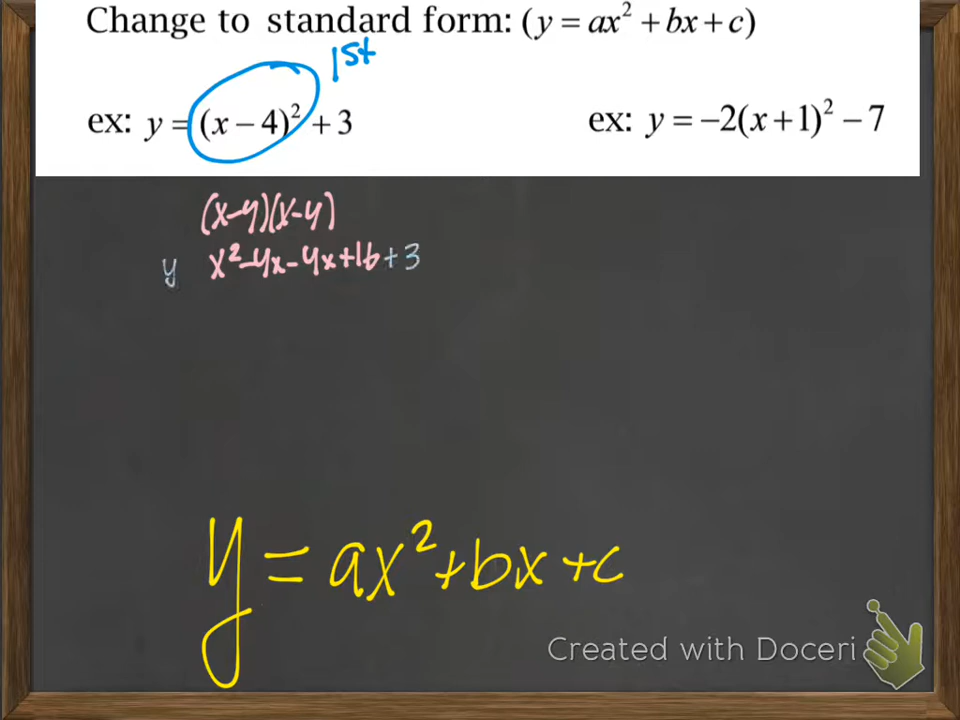 Change to standard form: (y = ax² + bx + c)
1st
ex: y = (x − 4)² + 3
ex: y = −2(x + 1)² − 7
(x-4)(x-4)
y x²-4x-4x+16+3
y = ax²+bx+c
Created with Doceri